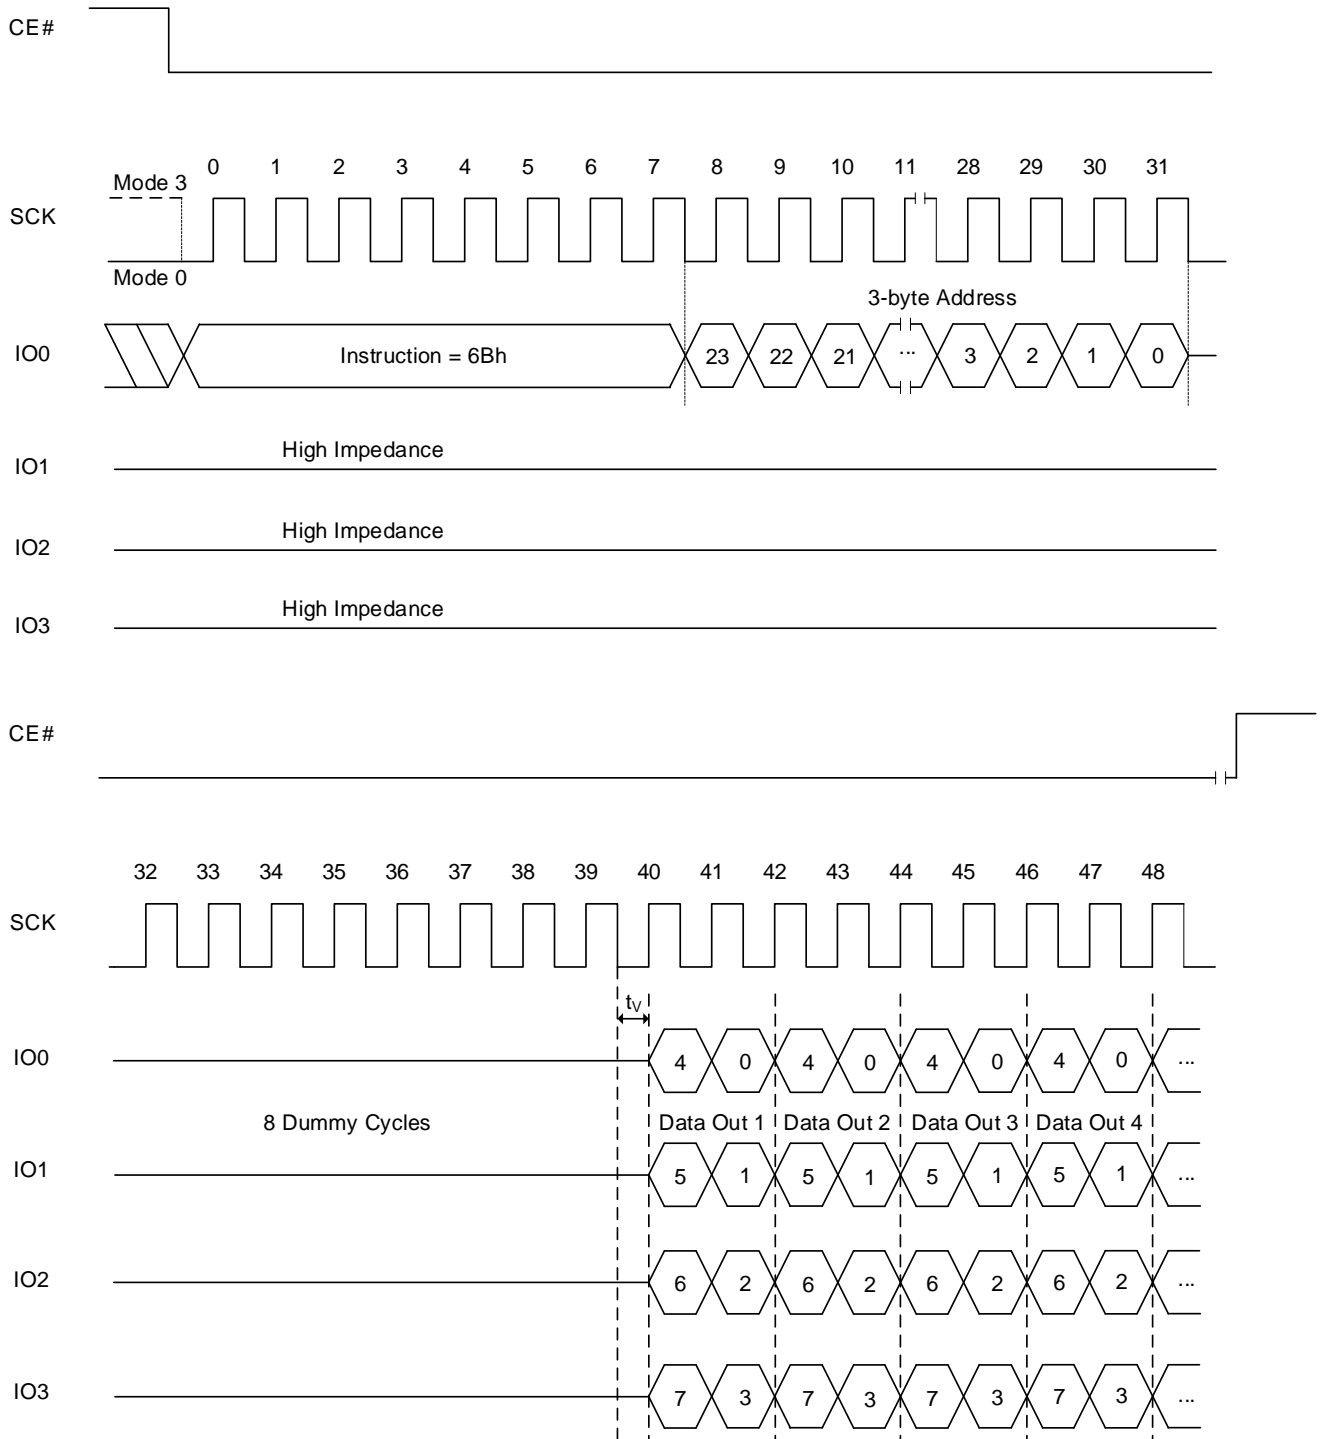 CE#
0 1 2 3 4 5 6 7 8 9 10 11 28 29 30 31
Mode 3
SCK
Mode 0
3-byte Address
IO0 Instruction = 6Bh 23 22 21 ... 3 2 1 0
High Impedance
IO1
High Impedance
IO2
High Impedance
IO3
CE#
32 33 34 35 36 37 38 39 40 41 42 43 44 45 46 47 48
SCK
tV
IO0 4 0 4 0 4 0 4 0 ...
8 Dummy Cycles Data Out 1 Data Out 2 Data Out 3 Data Out 4
IO1 5 1 5 1 5 1 5 1 ...
IO2 6 2 6 2 6 2 6 2 ...
IO3 7 3 7 3 7 3 7 3 ...